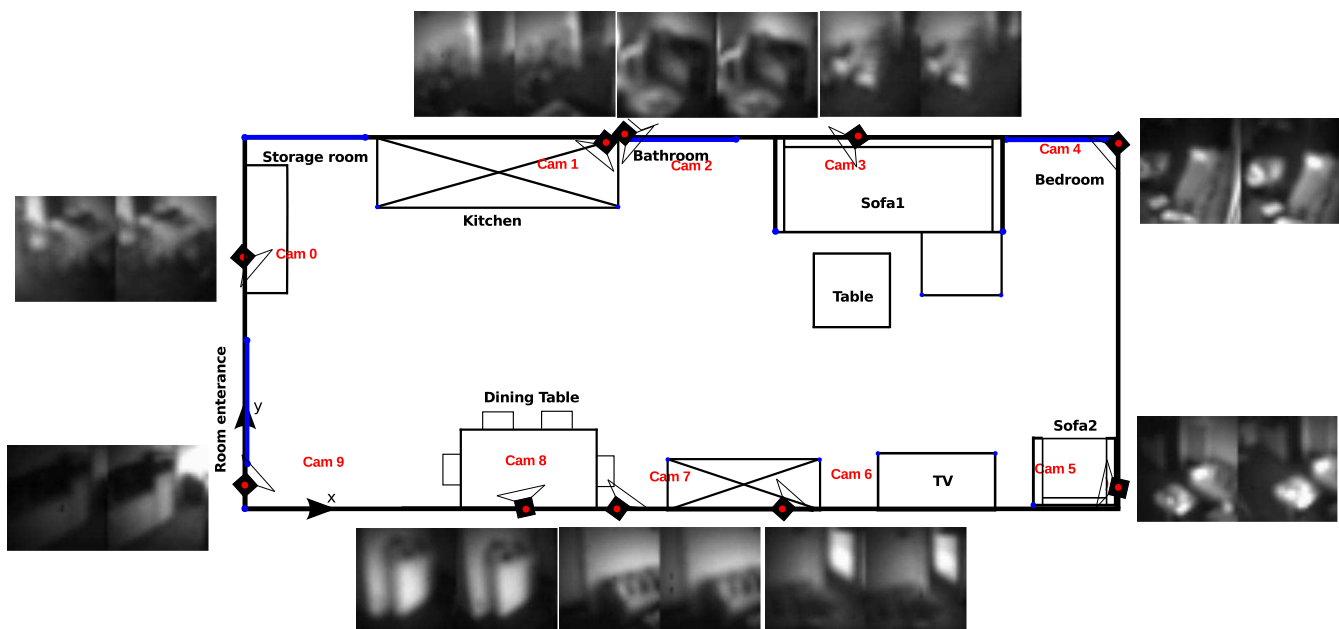 Storage room
Cam 1
Bathroom
Cam 2
Cam 3
Cam 4
Bedroom
Kitchen
Sofa1
Cam 0
Table
Room enterance
y
Dining Table
Sofa2
Cam 9
Cam 8
Cam 7
Cam 6
TV
Cam 5
x